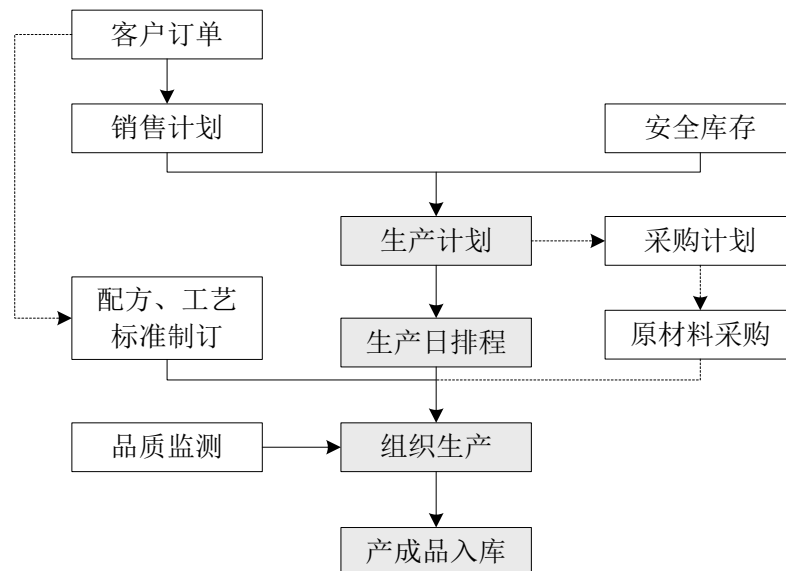 客户订单
销售计划
安全库存
生产计划
采购计划
配方、工艺
标准制订
生产日排程
原材料采购
品质监测
组织生产
产成品入库